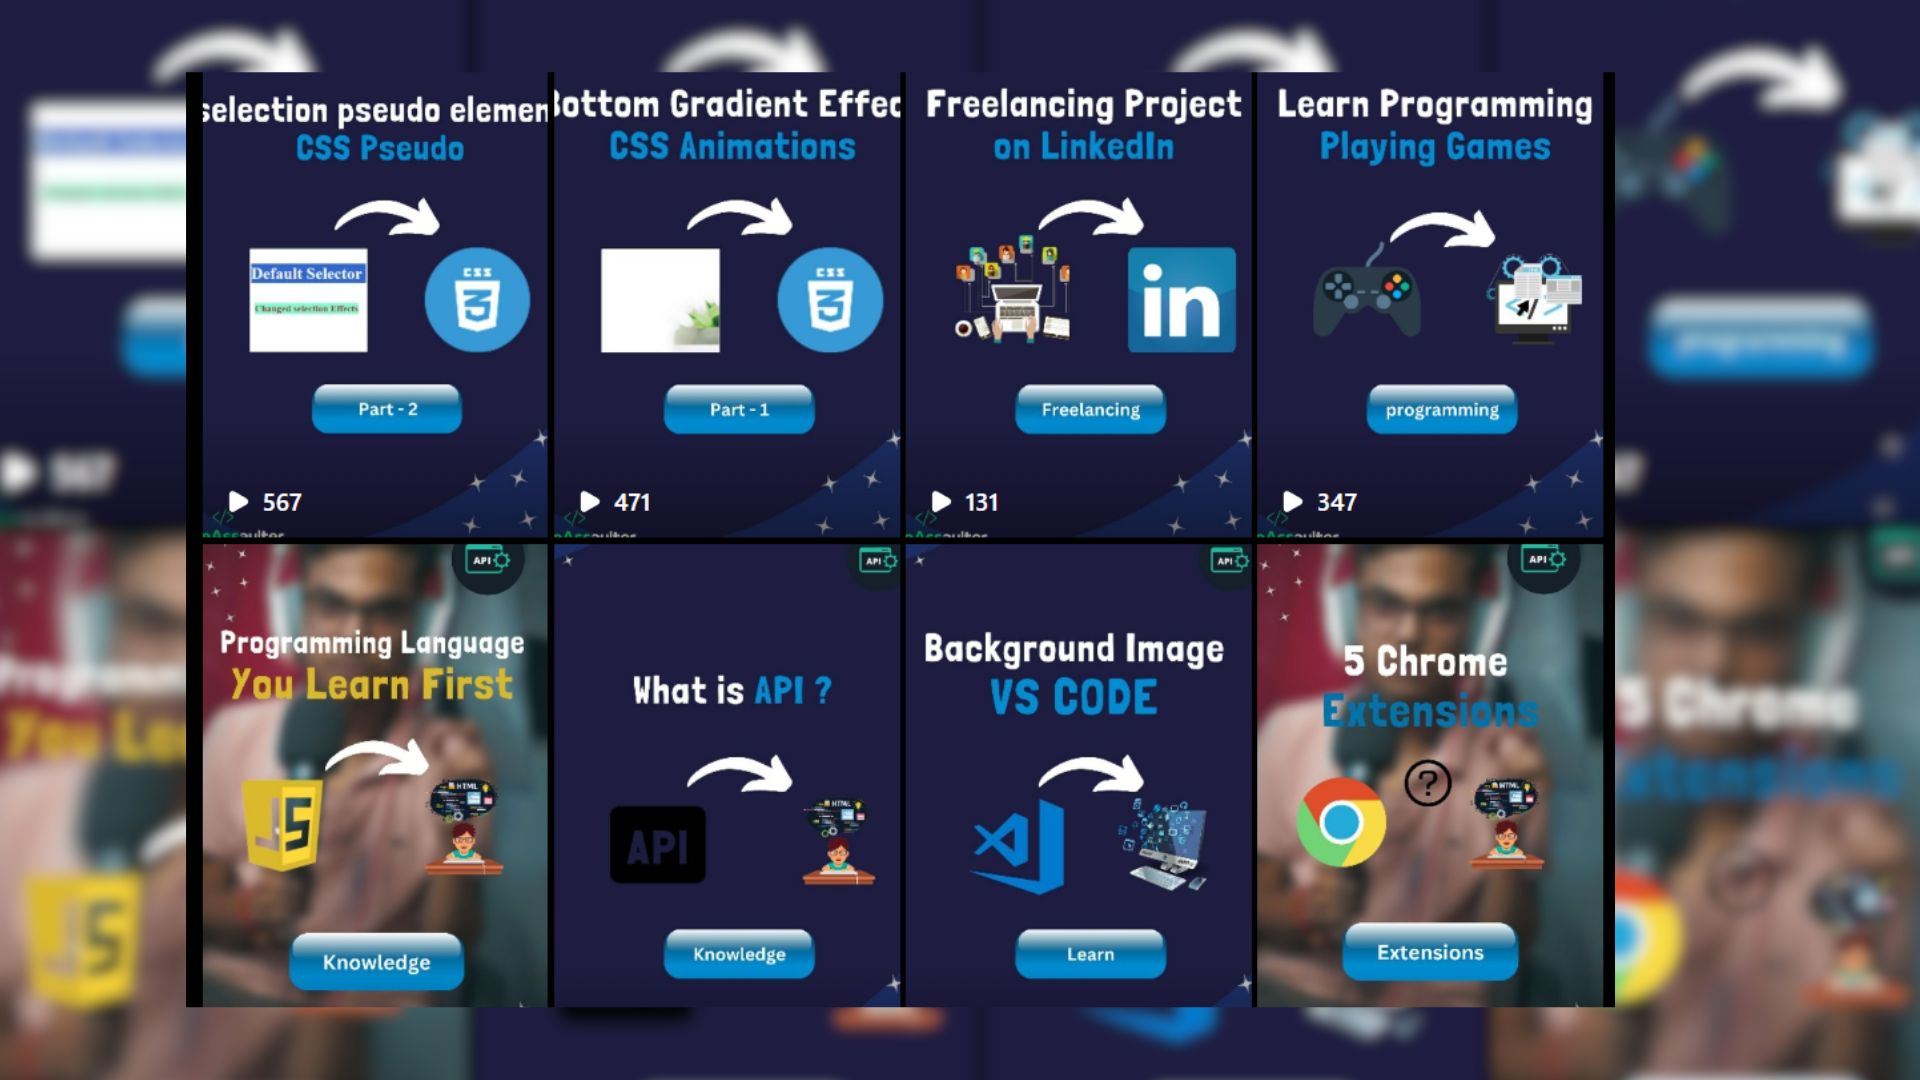 selection pseudo elemen
CSS Pseudo
Default Selector
Changed selection Effects
CSS
3
Part - 2
567
Bottom Gradient Effec
CSS Animations
CSS
3
Part - 1
471
Freelancing Project
on LinkedIn
in
Freelancing
131
Learn Programming
Playing Games
</>
programming
347
API
Programming Language
You Learn First
JS
HTML
Knowledge
API
What is API ?
API
HTML
Knowledge
API
Background Image
VS CODE
Learn
API
5 Chrome
Extensions
?
HTML
Extensions